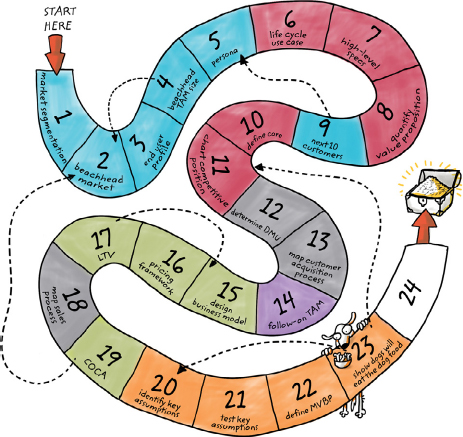 START
HERE
1
market segmentation
2
beachhead
market
3
end user
profile
4
beachhead
TAM size
5
persona
6
life cycle
use case
7
high-level
specs
8
quantify
value proposition
9
next 10
customers
10
define core
11
chart competitive
position
12
determine DMU
13
map customer
acquisition
process
14
follow-on TAM
15
design
business model
16
pricing
framework
17
LTV
18
map sales
process
19
COCA
20
identify key
assumptions
21
test key
assumptions
22
define MVBP
23
show dogs will
eat the dog food
24